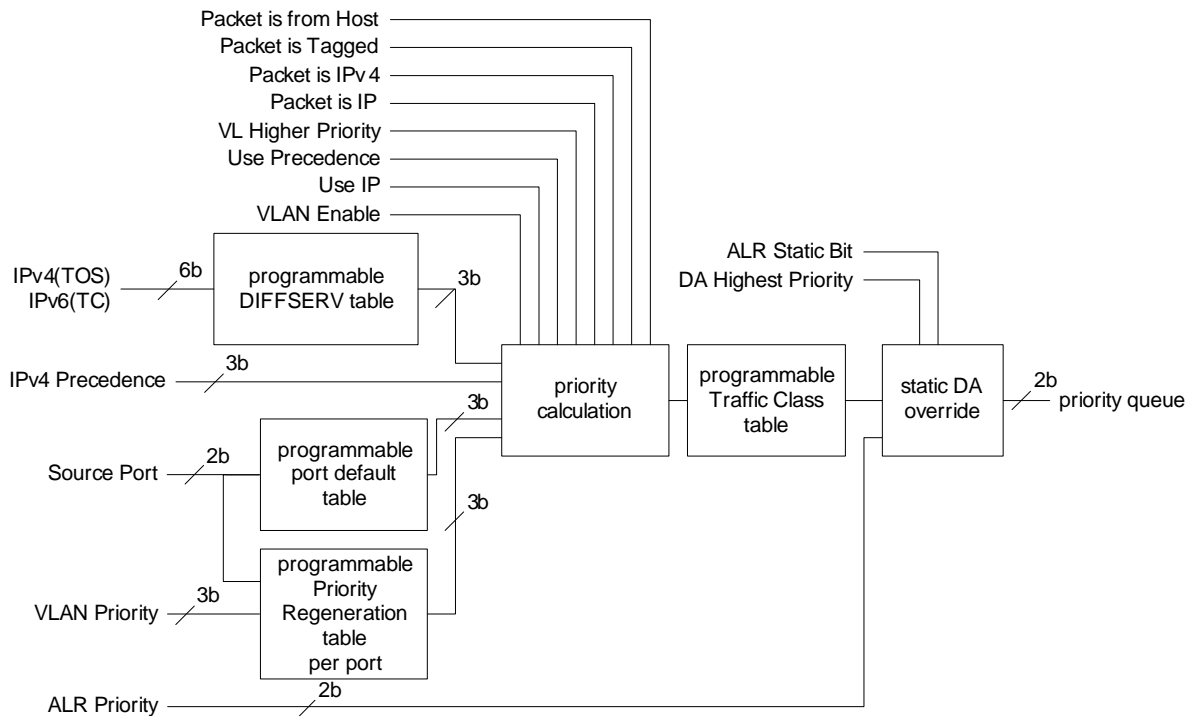 Packet is from Host
Packet is Tagged
Packet is IPv 4
Packet is IP
VL Higher Priority
Use Precedence
Use IP
VLAN Enable
IPv4(TOS)
IPv6(TC)
6b
programmable
DIFFSERV table
3b
ALR Static Bit
DA Highest Priority
IPv4 Precedence
3b
priority
calculation
programmable
Traffic Class
table
static DA
override
2b
priority queue
Source Port
2b
programmable
port default
table
3b
VLAN Priority
3b
programmable
Priority
Regeneration
table
per port
3b
ALR Priority
2b